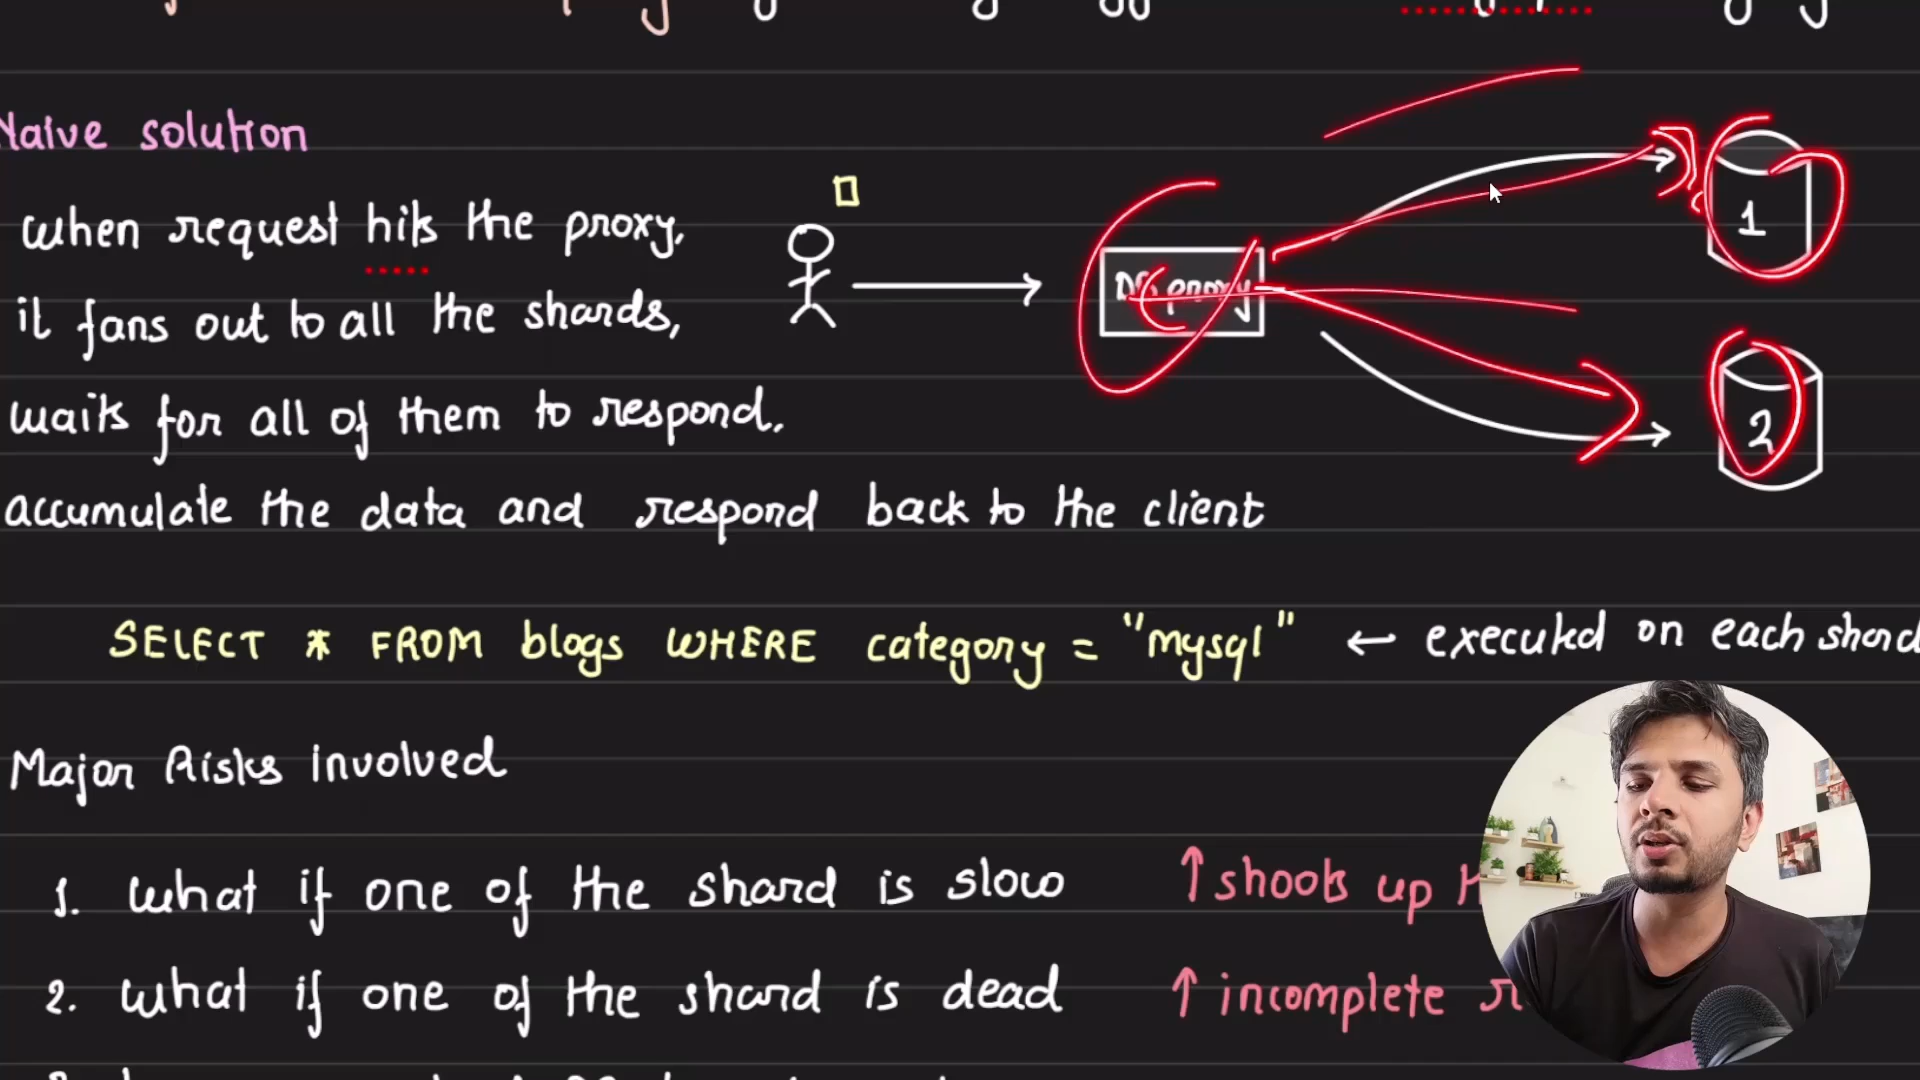 Naive solution
when request hits the proxy,
it fans out to all the shards,
waits for all of them to respond.
accumulate the data and respond back to the client
DB proxy
1
2
SELECT * FROM blogs WHERE category = "mysql" ← executed on each shard
Major Risks involved
1. What if one of the shard is slow ↑ shoots up
2. What if one of the shard is dead ↑ incomplete